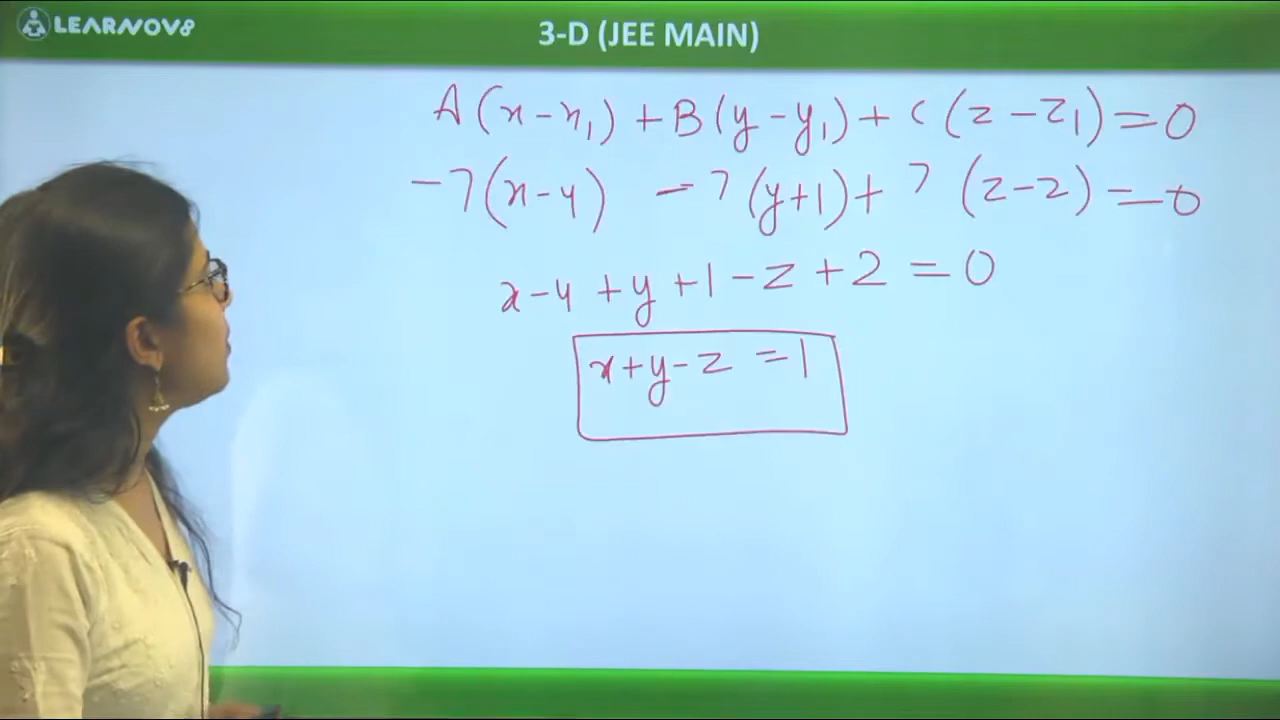 LEARNOV8
3-D (JEE MAIN)
A(x-x₁) + B(y-y₁) + C(z-z₁) = 0
-7(x-4) - 7(y+1) + 7(z-2) = 0
x-4 + y + 1 - z + 2 = 0
x+y-z = 1